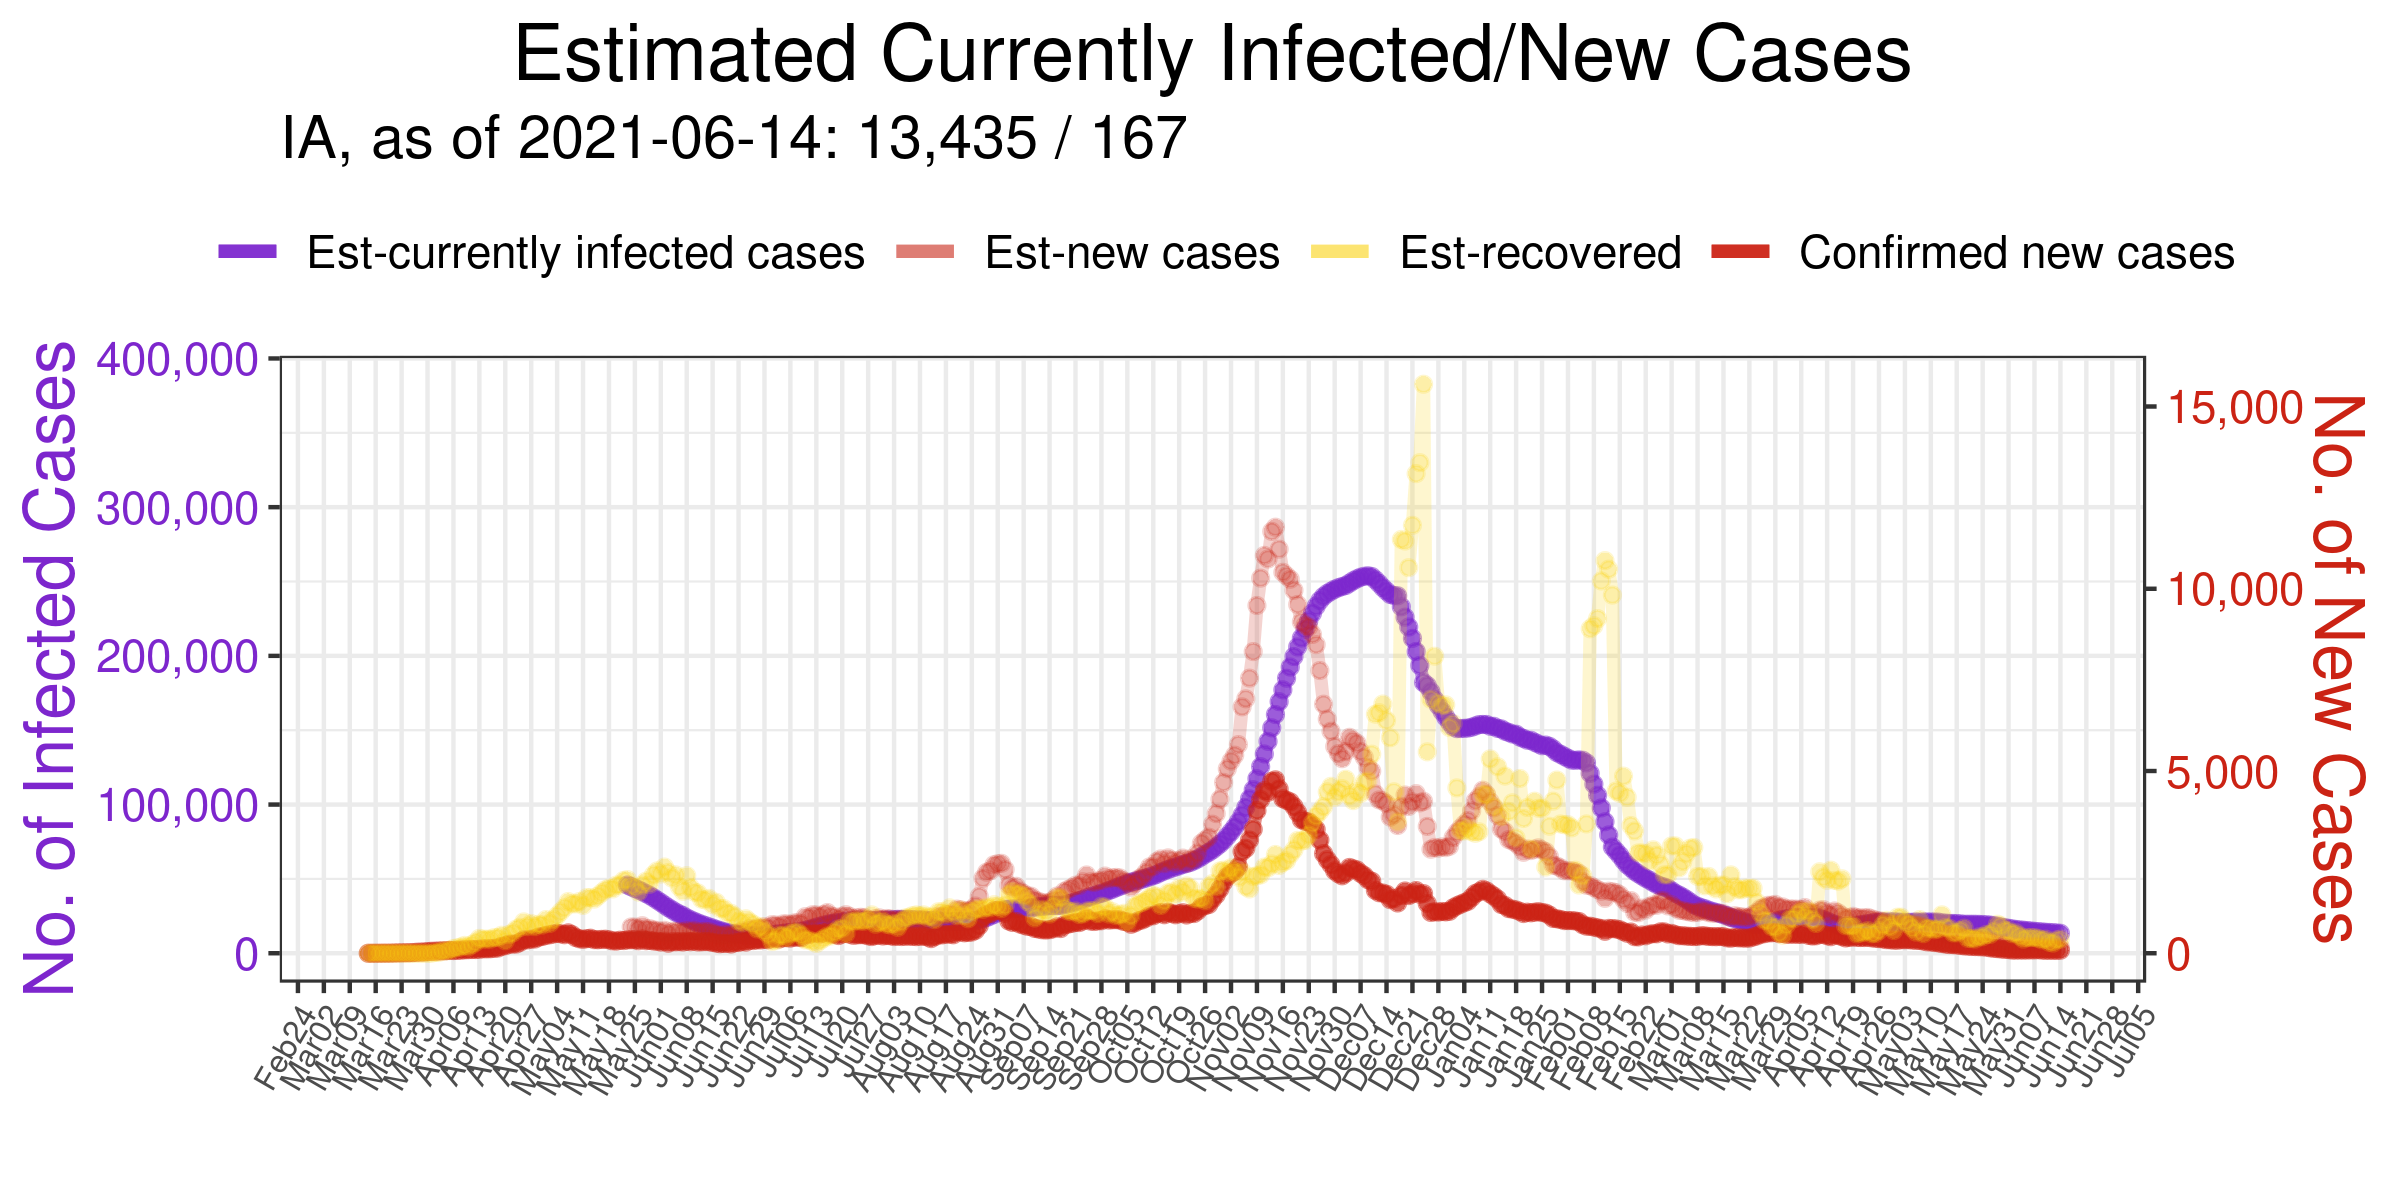 Estimated Currently Infected/New Cases
IA, as of 2021-06-14: 13,435 / 167
Est-currently infected cases
Est-new cases
Est-recovered
Confirmed new cases
No. of Infected Cases
400,000
300,000
200,000
100,000
0
15,000
10,000
5,000
0
No. of New Cases
Feb24
Mar02
Mar09
Mar16
Mar23
Mar30
Apr06
Apr13
Apr20
Apr27
May04
May11
May18
May25
Jun01
Jun08
Jun15
Jun22
Jun29
Jul06
Jul13
Jul20
Jul27
Aug03
Aug10
Aug17
Aug24
Aug31
Sep07
Sep14
Sep21
Sep28
Oct05
Oct12
Oct19
Oct26
Nov02
Nov09
Nov16
Nov23
Nov30
Dec07
Dec14
Dec21
Dec28
Jan04
Jan11
Jan18
Jan25
Feb01
Feb08
Feb15
Feb22
Mar01
Mar08
Mar15
Mar22
Mar29
Apr05
Apr12
Apr19
Apr26
May03
May10
May17
May24
May31
Jun07
Jun14
Jun21
Jun28
Jul05